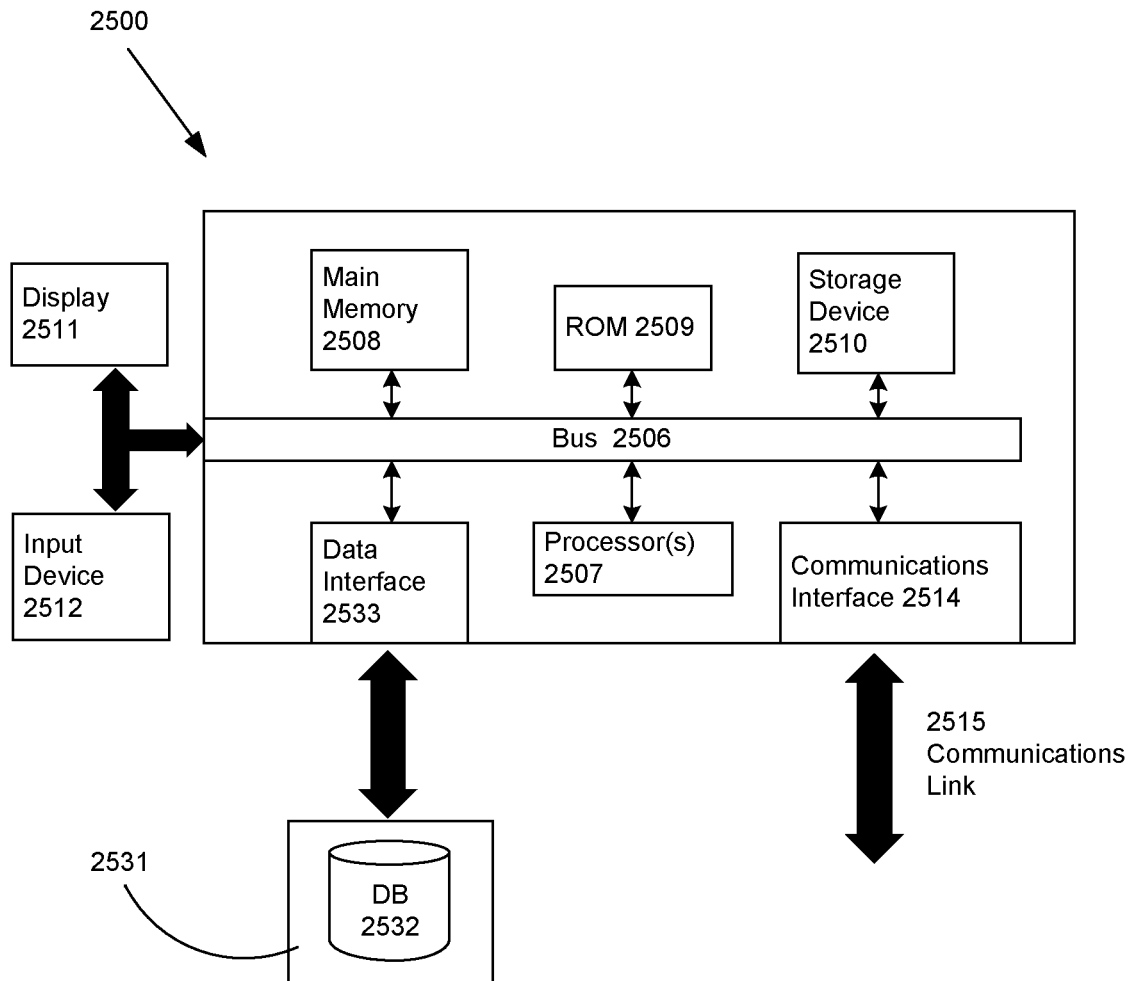 2500
Display
2511
Main
Memory
2508
ROM 2509
Storage
Device
2510
Bus 2506
Input
Device
2512
Data
Interface
2533
Processor(s)
2507
Communications
Interface 2514
2515
Communications
Link
2531
DB
2532